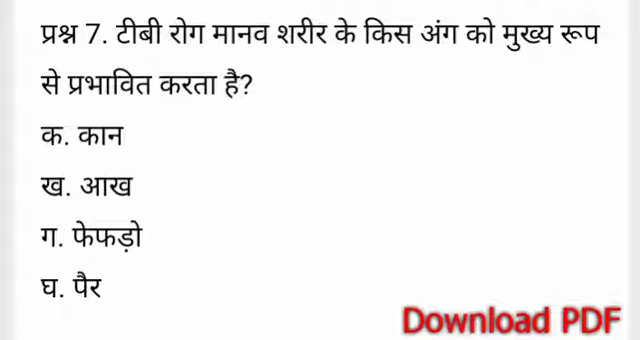 प्रश्न 7. टीबी रोग मानव शरीर के किस अंग को मुख्य रूप
से प्रभावित करता है?
क. कान
ख. आख
ग. फेफड़ो
घ. पैर
Download PDF